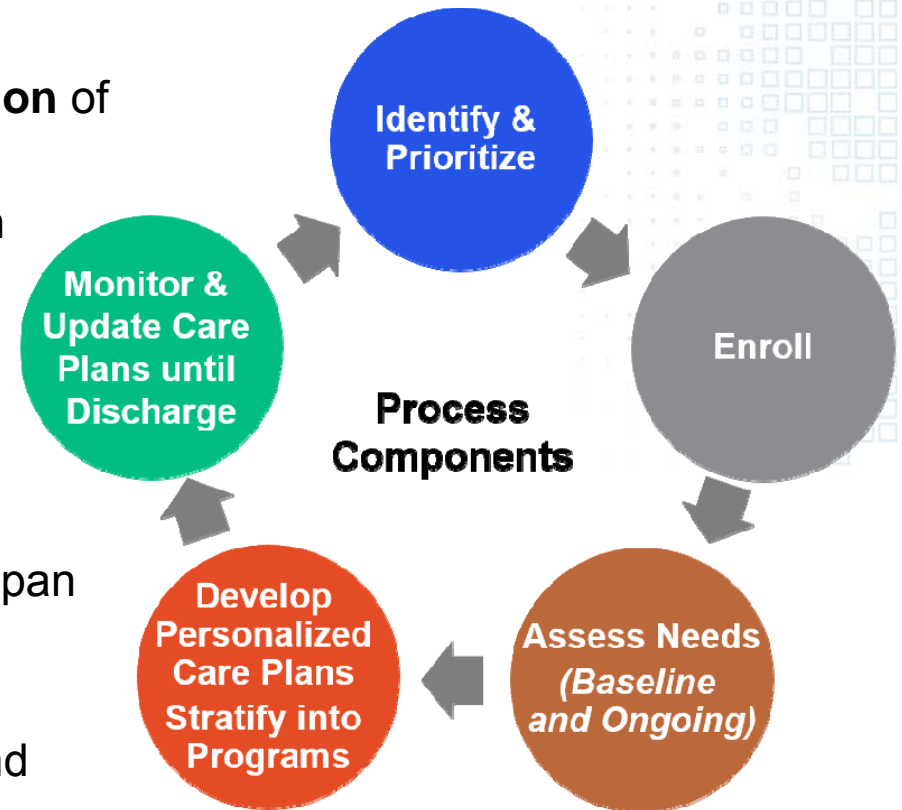 on of
Identify &
Prioritize
Monitor &
Update Care
Plans until
Discharge
Enroll
Process
Components
pan
Develop
Personalized
Care Plans
Stratify into
Programs
Assess Needs
(Baseline
and Ongoing)